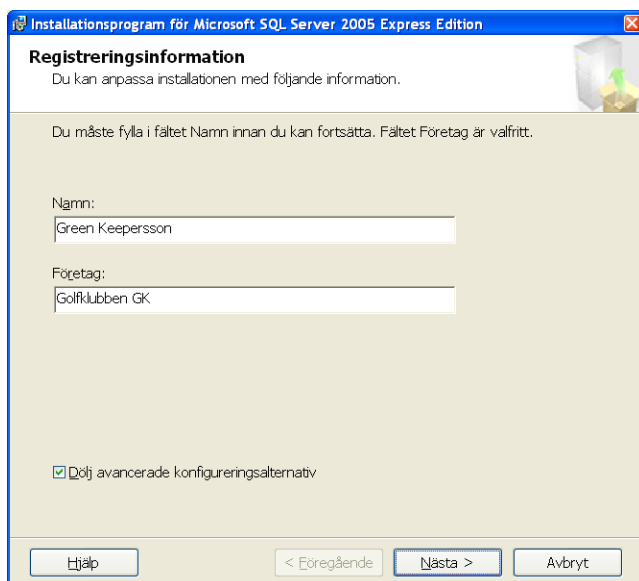 Installationsprogram för Microsoft SQL Server 2005 Express Edition
Registreringsinformation
Du kan anpassa installationen med följande information.
Du måste fylla i fältet Namn innan du kan fortsätta. Fältet Företag är valfritt.
Namn:
Green Keepersson
Företag:
Golfklubben GK
Dölj avancerade konfigureringsalternativ
Hjälp
< Föregående
Nästa >
Avbryt